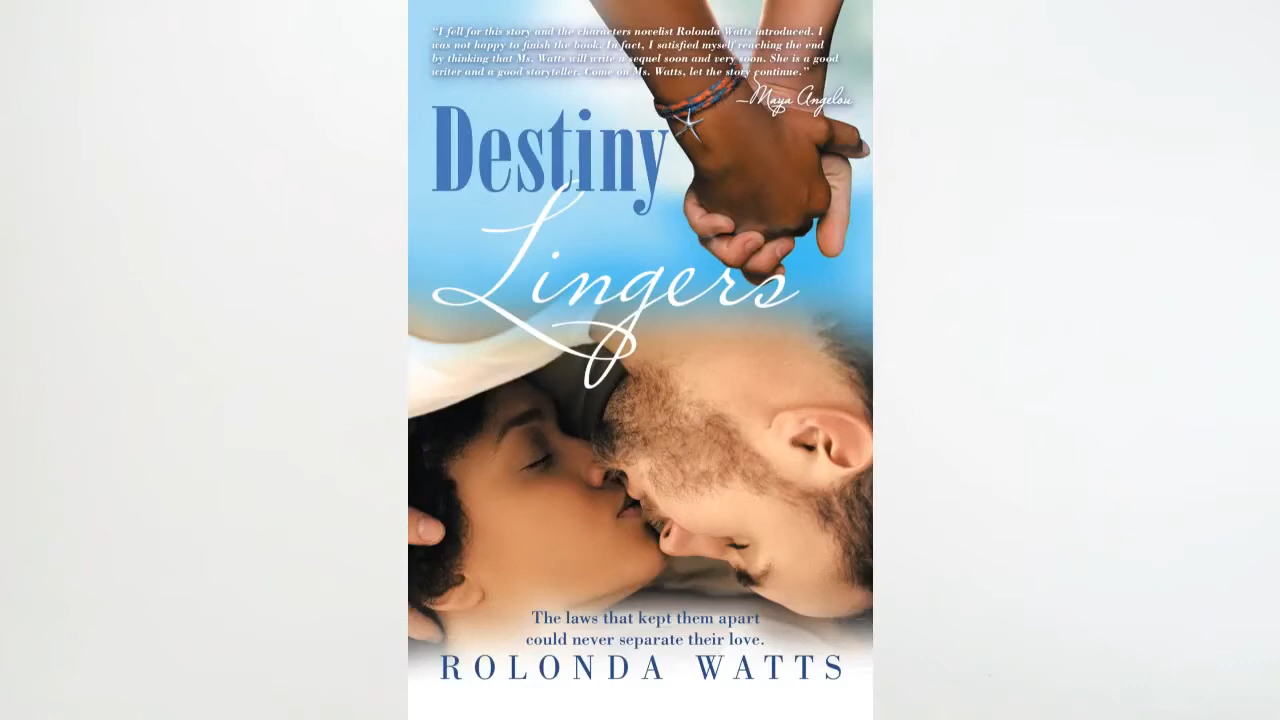 “I fell for this story and the characters novelist Rolonda Watts introduced. I
was not happy to finish the book. In fact, I satisfied myself reaching the end
by thinking that Ms. Watts will write a sequel soon and very soon. She is a good
writer and a good storyteller. Come on Ms. Watts, let the story continue.”
—Maya Angelou
Destiny
Lingers
The laws that kept them apart
could never separate their love.
ROLONDA WATTS